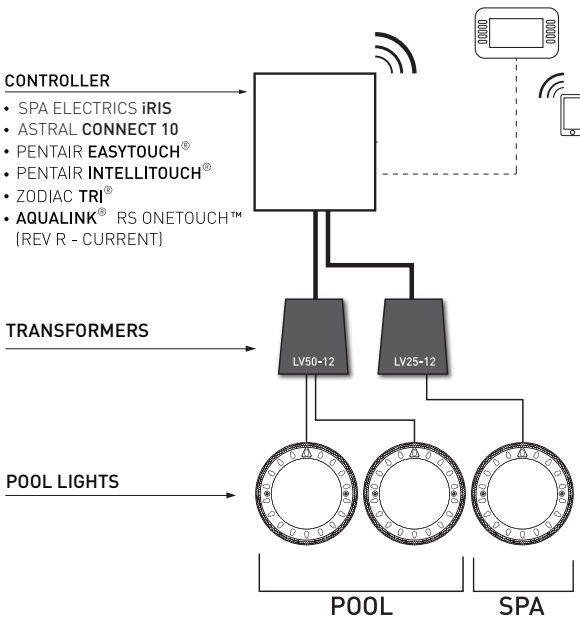 CONTROLLER
• SPA ELECTRICS iRIS
• ASTRAL CONNECT 10
• PENTAIR EASYTOUCH®
• PENTAIR INTELLITOUCH®
• ZODIAC TRI®
• AQUALINK® RS ONETOUCH™
(REV R - CURRENT)
TRANSFORMERS
LV50-12 LV25-12
POOL LIGHTS
POOL SPA